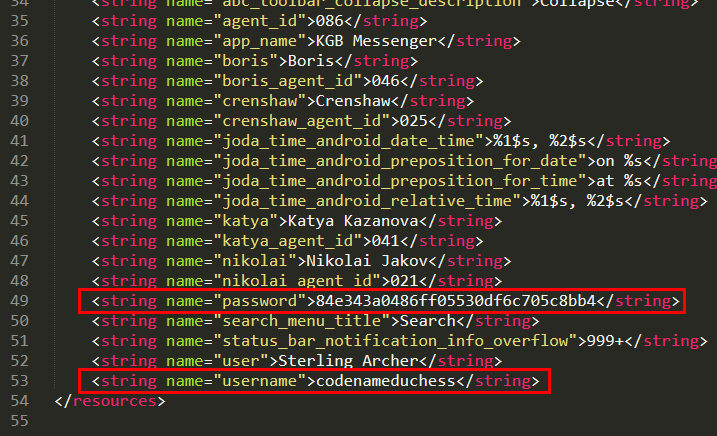 34 <string name="abc_toolbar_collapse_description">Collapse</string>
35 <string name="agent_id">086</string>
36 <string name="app_name">KGB Messenger</string>
37 <string name="boris">Boris</string>
38 <string name="boris_agent_id">046</string>
39 <string name="crenshaw">Crenshaw</string>
40 <string name="crenshaw_agent_id">025</string>
41 <string name="joda_time_android_date_time">%1$s, %2$s</string>
42 <string name="joda_time_android_preposition_for_date">on %s</string
43 <string name="joda_time_android_preposition_for_time">at %s</string
44 <string name="joda_time_android_relative_time">%1$s, %2$s</string>
45 <string name="katya">Katya Kazanova</string>
46 <string name="katya_agent_id">041</string>
47 <string name="nikolai">Nikolai Jakov</string>
48 <string name="nikolai_agent_id">021</string>
49 <string name="password">84e343a0486ff05530df6c705c8bb4</string>
50 <string name="search_menu_title">Search</string>
51 <string name="status_bar_notification_info_overflow">999+</string>
52 <string name="user">Sterling Archer</string>
53 <string name="username">codenameduchess</string>
54 </resources>
55